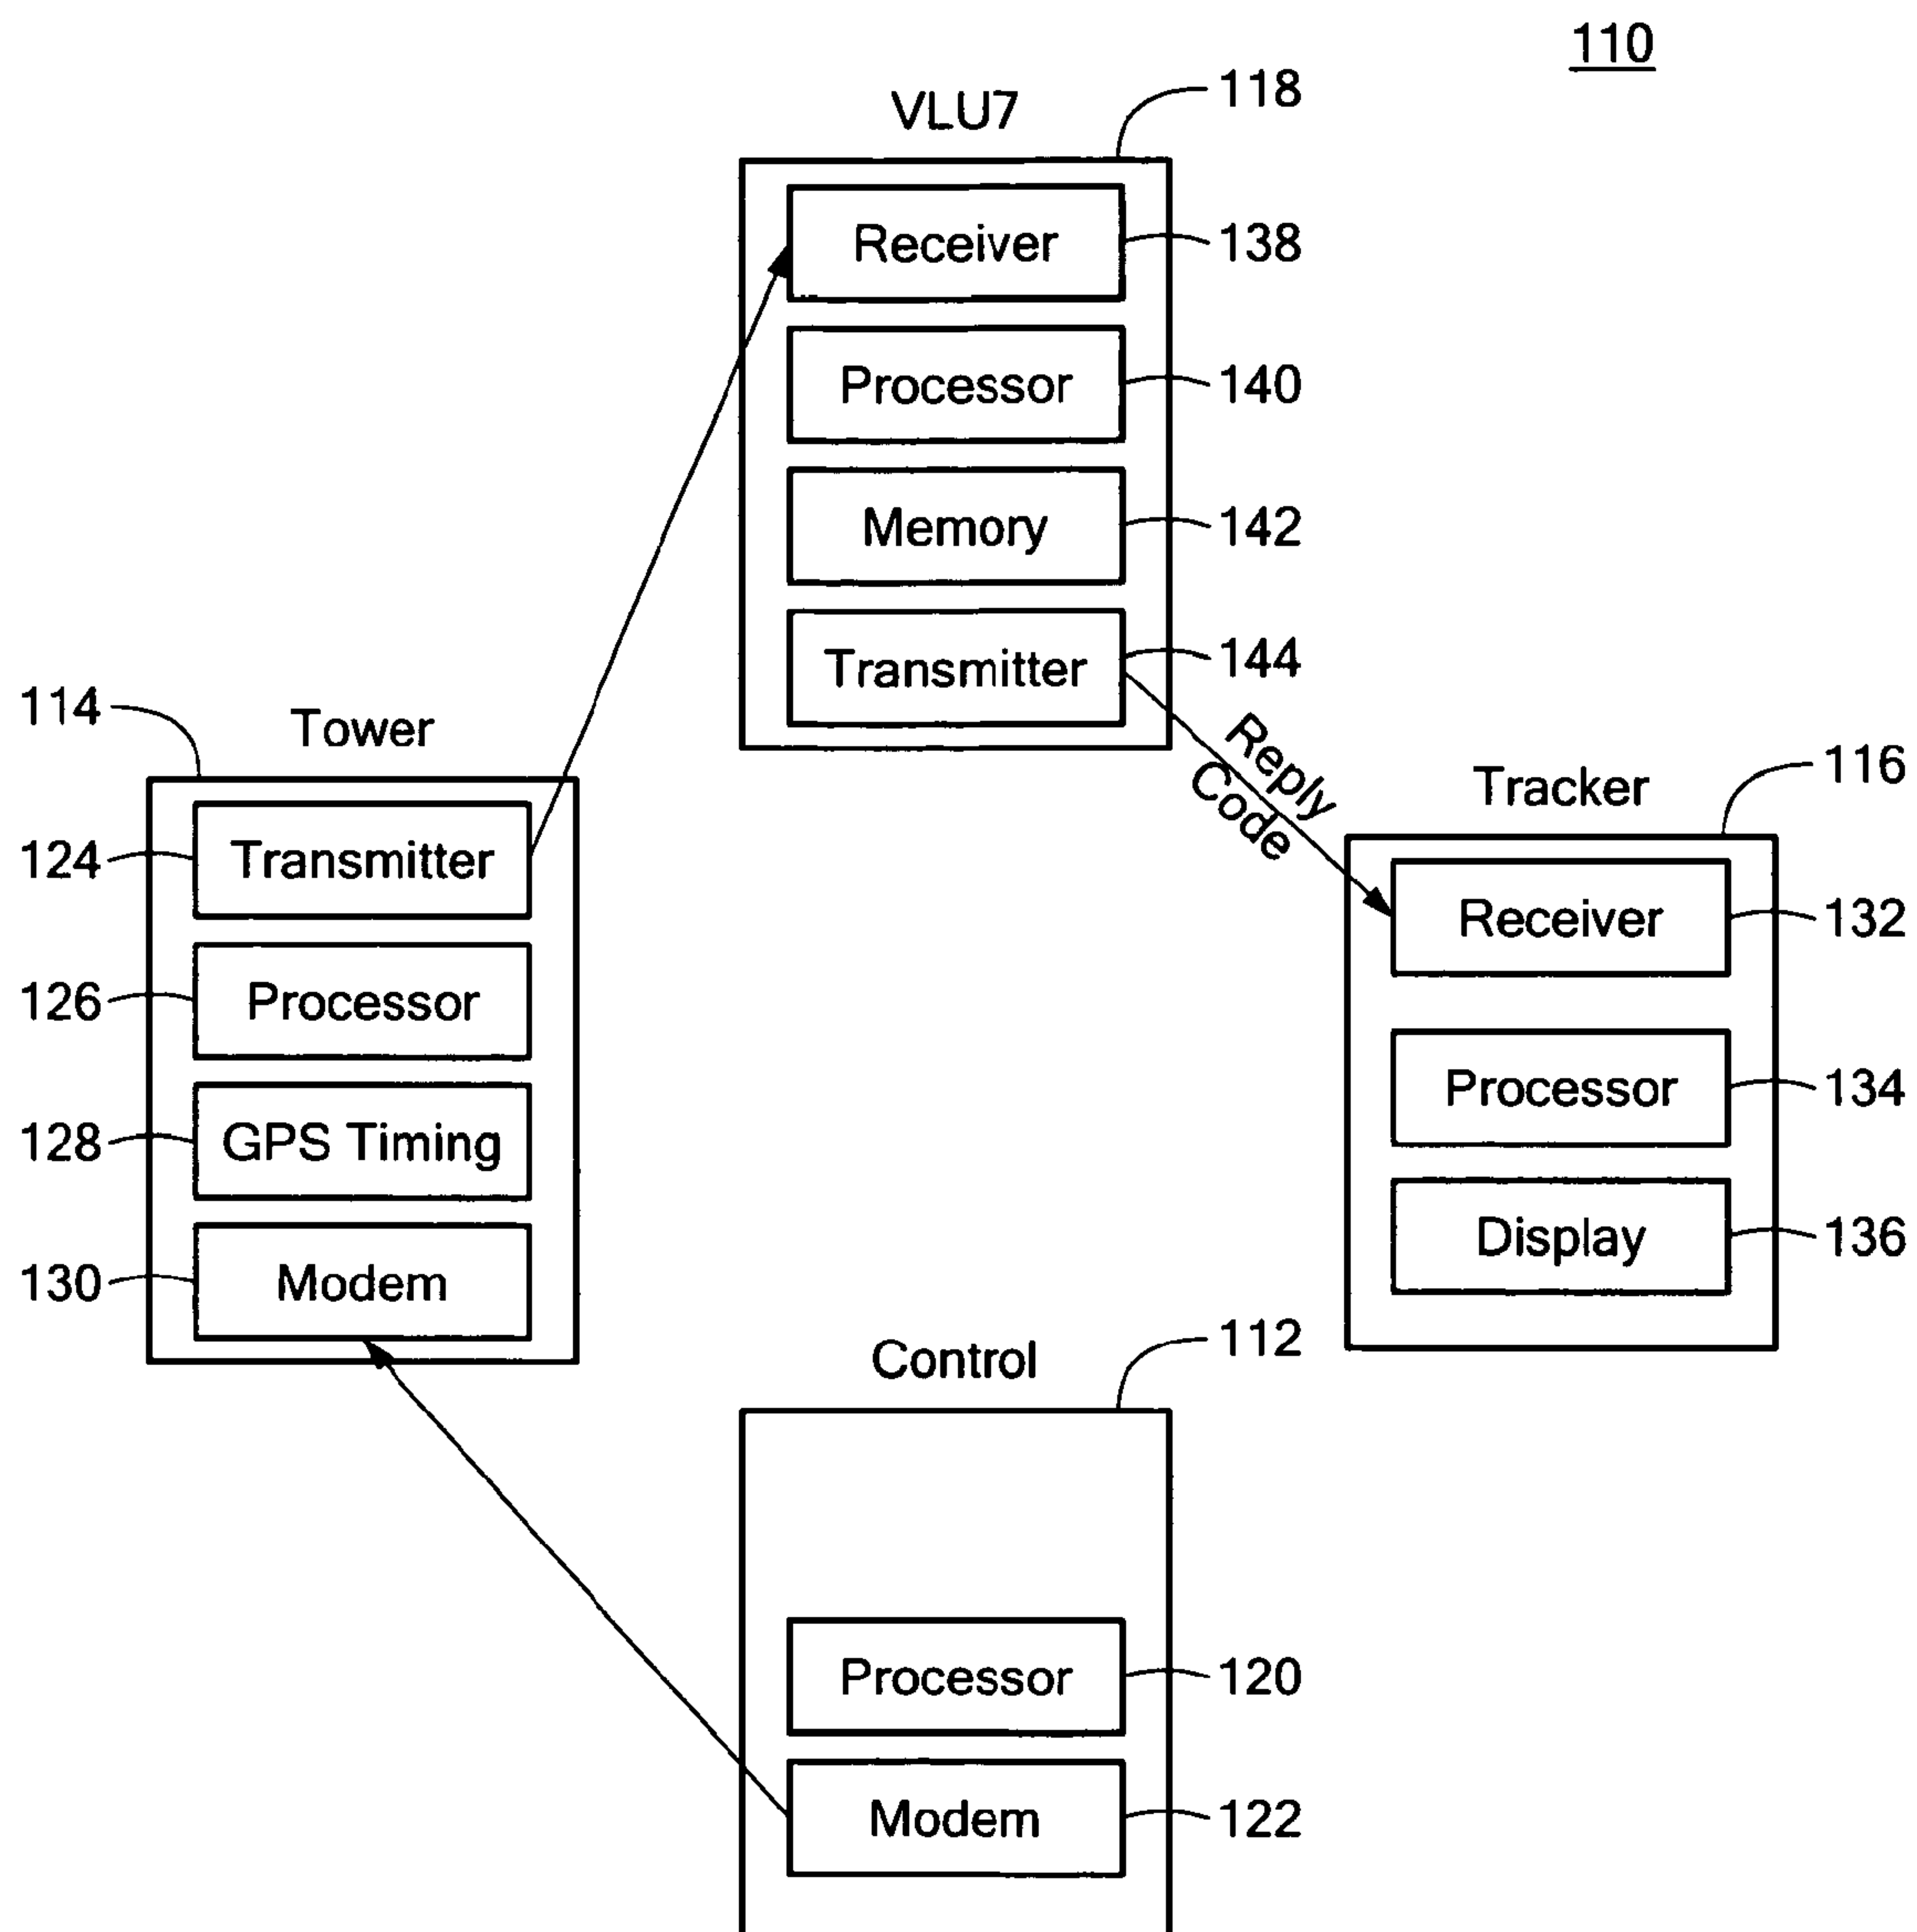 110
VLU7
118
Receiver
138
Processor
140
Memory
142
Transmitter
144
Reply
Code
114
Tower
Transmitter
124
Processor
126
GPS Timing
128
Modem
130
Tracker
116
Receiver
132
Processor
134
Display
136
Control
112
Processor
120
Modem
122